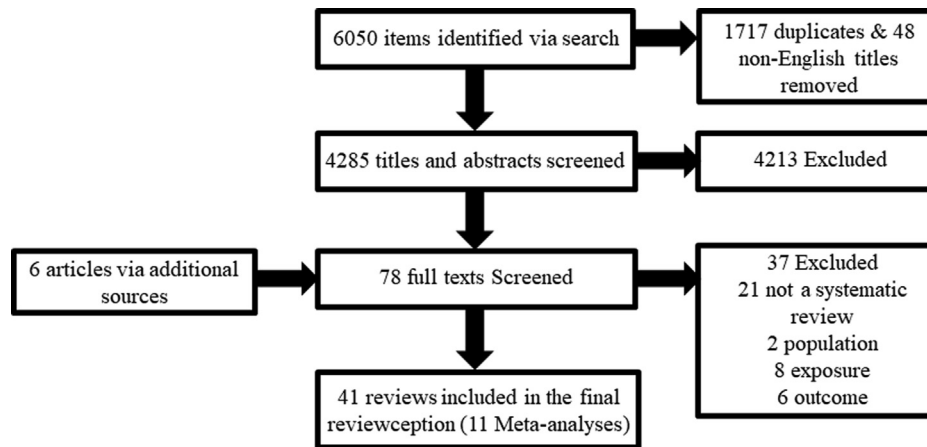 6050 items identified via search
1717 duplicates & 48
non-English titles
removed
4285 titles and abstracts screened
4213 Excluded
6 articles via additional
sources
78 full texts Screened
37 Excluded
21 not a systematic
review
2 population
8 exposure
6 outcome
41 reviews included in the final
reviewception (11 Meta-analyses)